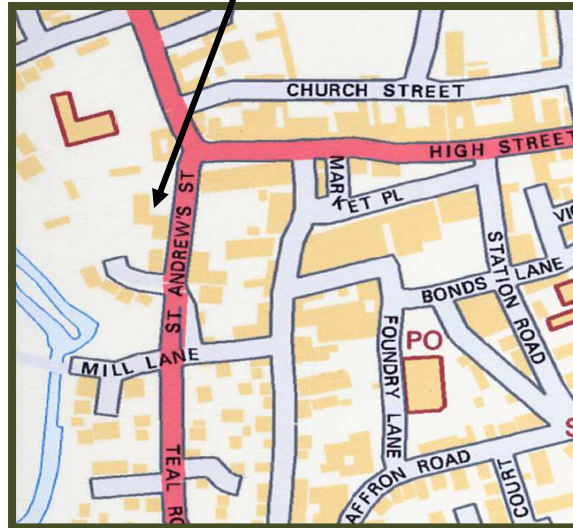 CHURCH STREET
HIGH STREET
MARKET PL
ST ANDREW'S ST
STATION ROAD
BONDS LANE
VI
FOUNDRY LANE
PO
MILL LANE
S
TEAL RO
AFFRON ROAD
COURT